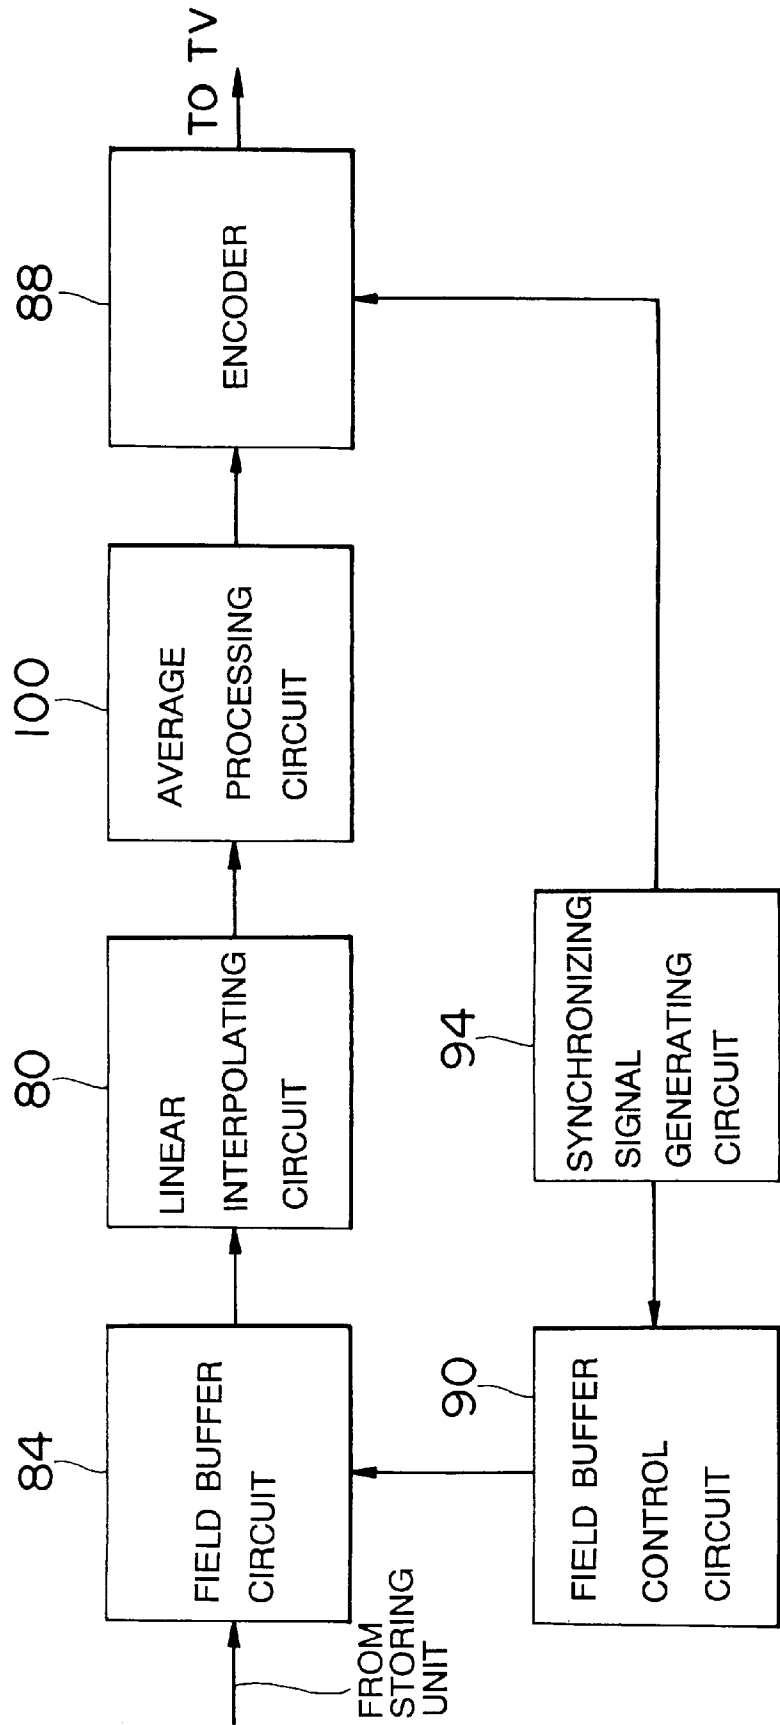 84
FIELD BUFFER
CIRCUIT
FROM
STORING
UNIT
80
LINEAR
INTERPOLATING
CIRCUIT
100
AVERAGE
PROCESSING
CIRCUIT
88
ENCODER
TO TV
90
FIELD BUFFER
CONTROL
CIRCUIT
94
SYNCHRONIZING
SIGNAL
GENERATING
CIRCUIT